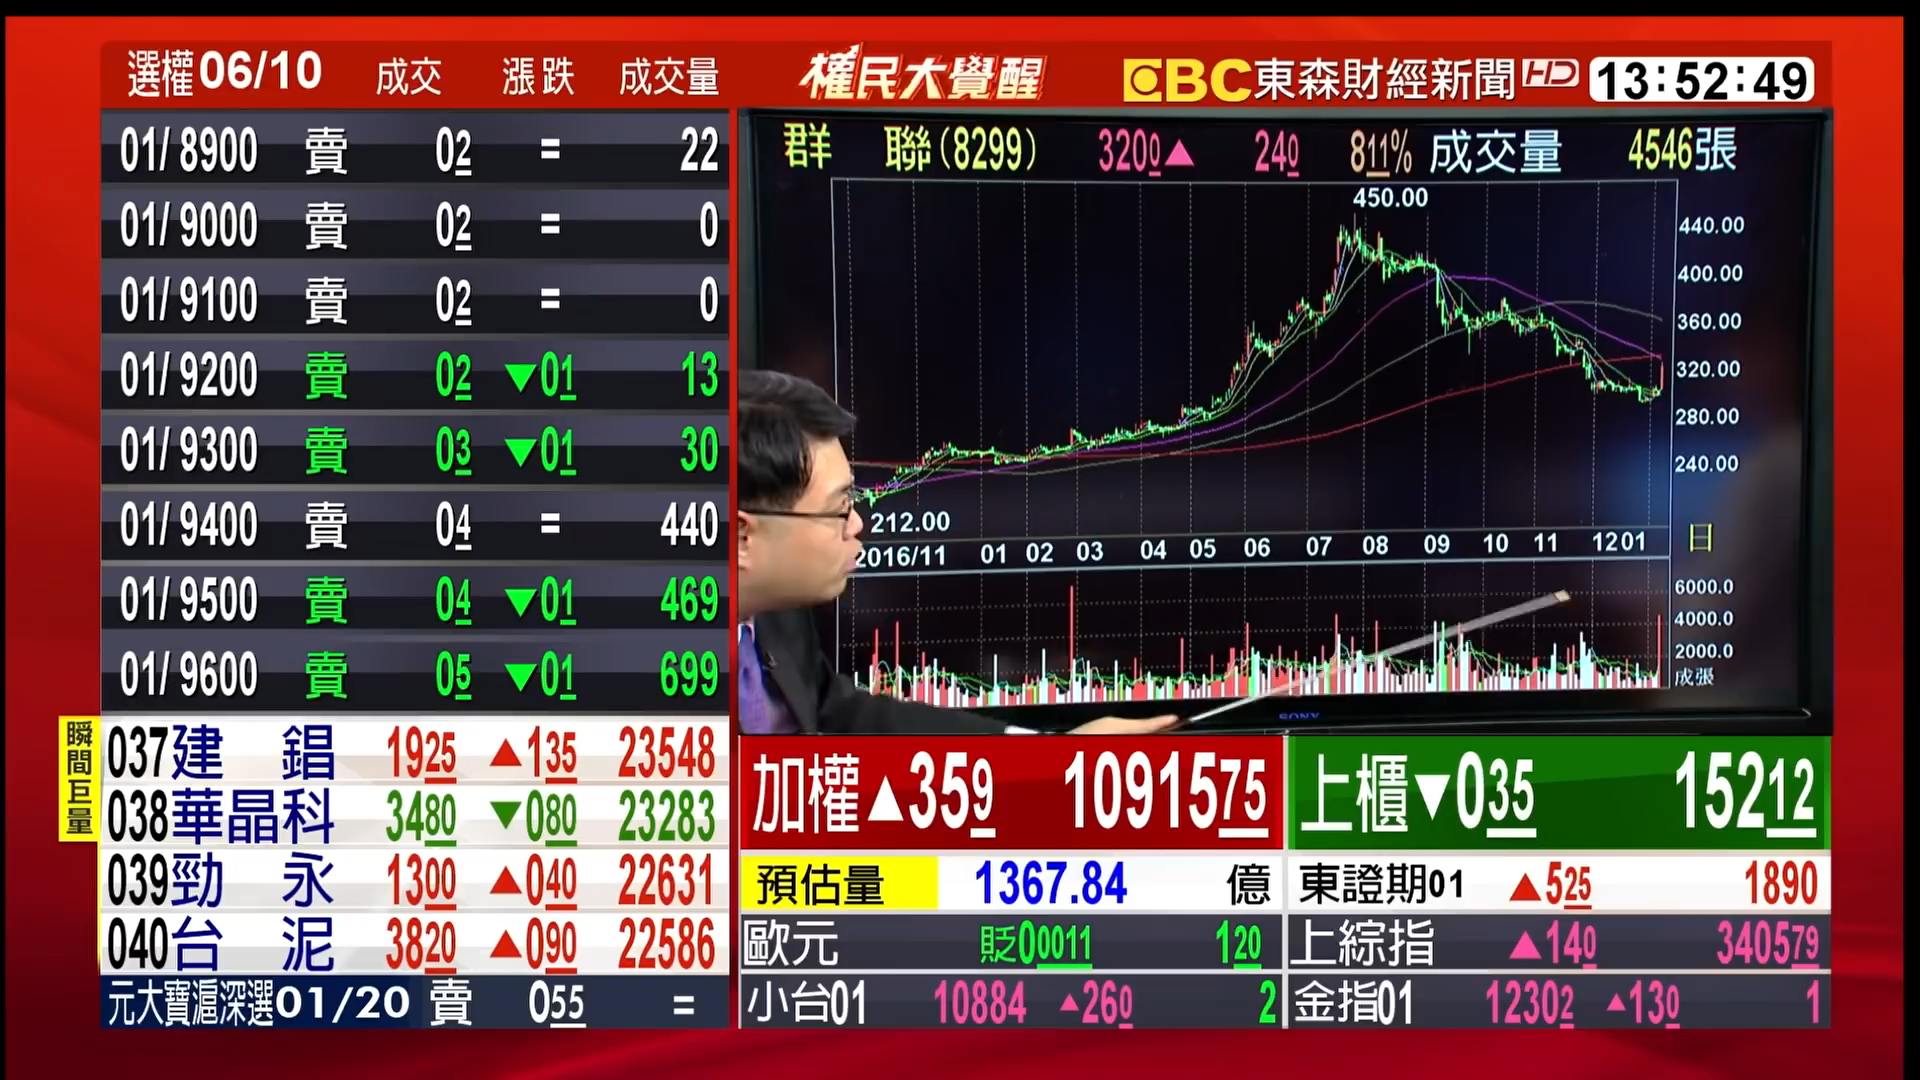 選權06/10 成交 漲跌 成交量
權民大覺醒
EBC東森財經新聞HD 13:52:49
01/ 8900 賣 02 = 22
01/ 9000 賣 02 = 0
01/ 9100 賣 02 = 0
01/ 9200 賣 02 ▼01 13
01/ 9300 賣 03 ▼01 30
01/ 9400 賣 04 = 440
01/ 9500 賣 04 ▼01 469
01/ 9600 賣 05 ▼01 699
瞬間巨量
037建錩 1925 ▲135 23548
038華晶科 3480 ▼080 23283
039勁永 1300 ▲040 22631
040台泥 3820 ▲090 22586
元大寶滬深選01/20 賣 055 =
群聯(8299) 3200▲ 240 811% 成交量 4546張
450.00
440.00
400.00
360.00
320.00
280.00
240.00
212.00
2016/11 01 02 03 04 05 06 07 08 09 10 11 12 01 日
6000.0
4000.0
2000.0
成張
SONY
加權▲359 1091575
上櫃▼035 15212
預估量 1367.84 億
東證期01 ▲525 1890
歐元 貶00011 120
上綜指 ▲140 340579
小台01 10884 ▲260 2
金指01 12302 ▲130 1